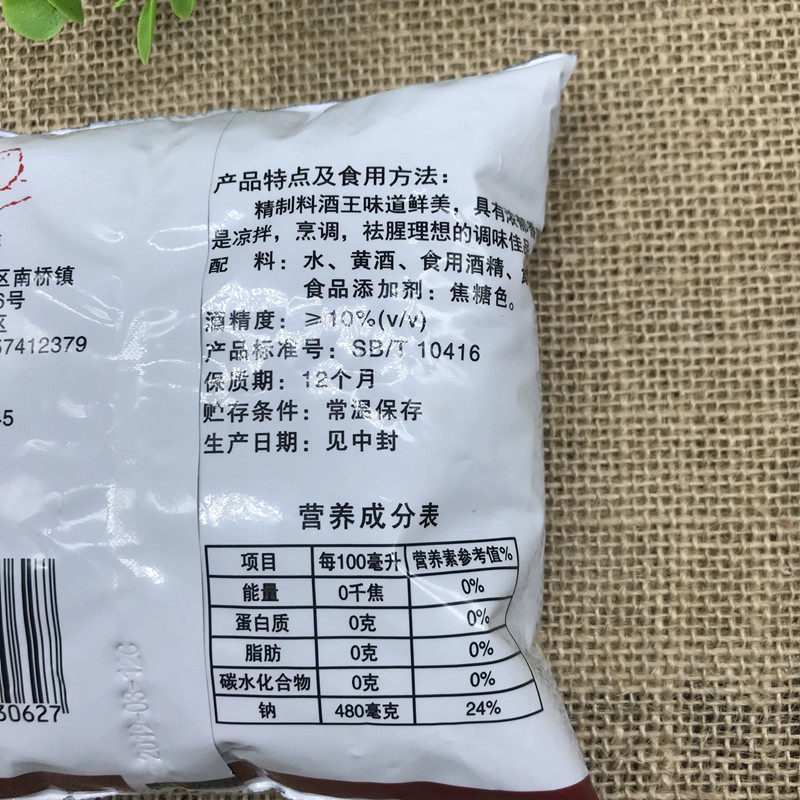 区南桥镇
6号
区
57412379
45
30627
产品特点及食用方法：
精制料酒王味道鲜美，具有浓郁
是凉拌，烹调，祛腥理想的调味佳
配 料：水、黄酒、食用酒精、
食品添加剂：焦糖色。
酒精度：≥10%(v/v)
产品标准号：SB/T 10416
保质期：12个月
贮存条件：常温保存
生产日期：见中封
营养成分表
项目 每100毫升 营养素参考值%
能量 0千焦 0%
蛋白质 0克 0%
脂肪 0克 0%
碳水化合物 0克 0%
钠 480毫克 24%